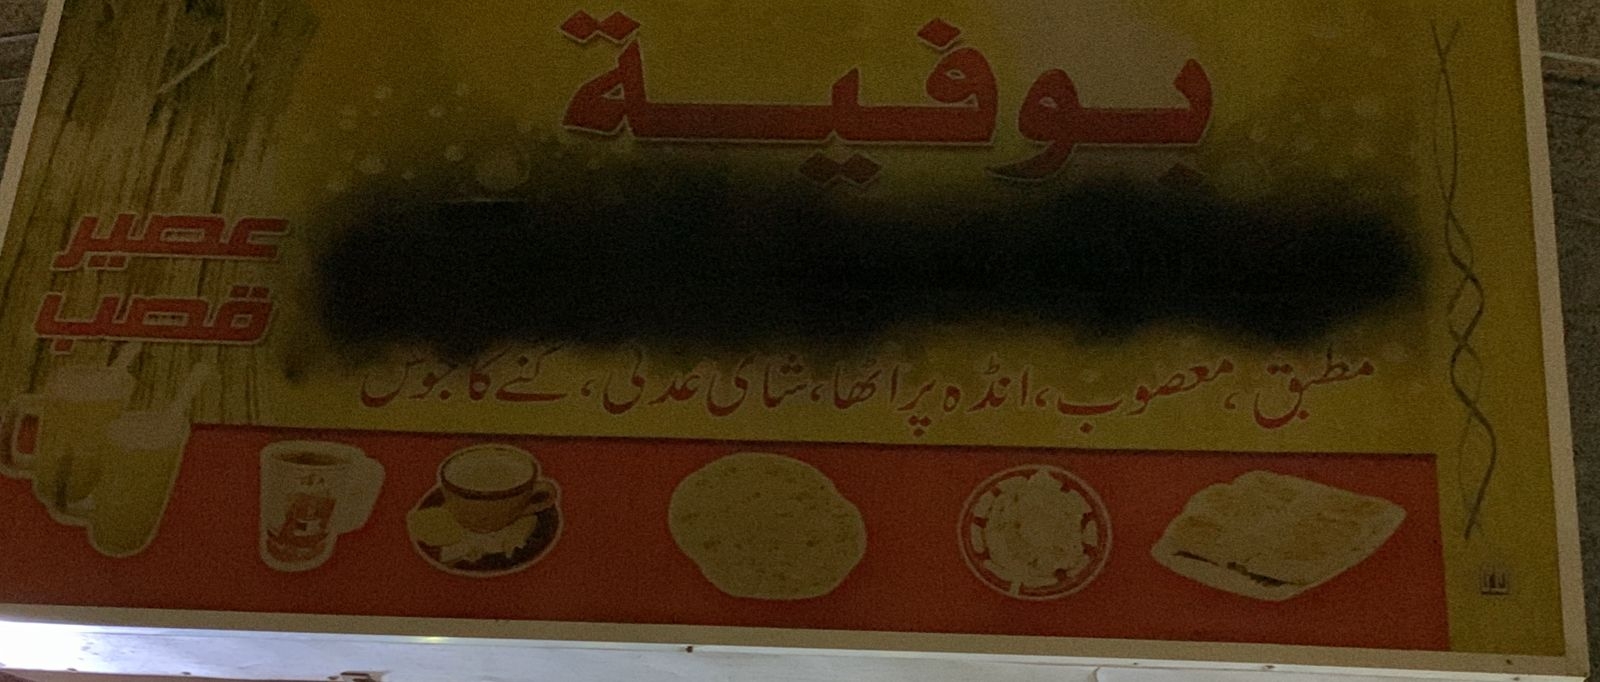 بوفية
عصير
قصب
مطبق، معصوب، انڈہ پراٹھا، شای عدنی، گنے کا جوس